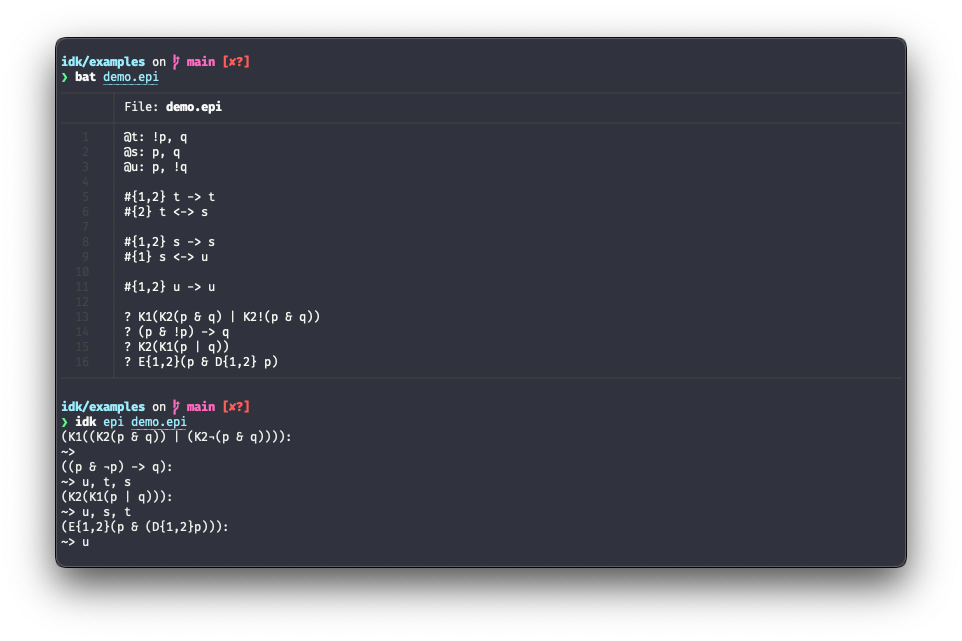 idk/examples on main [✘?]
❯ bat demo.epi
File: demo.epi
1 @t: !p, q
2 @s: p, q
3 @u: p, !q
4
5 #{1,2} t -> t
6 #{2} t <-> s
7
8 #{1,2} s -> s
9 #{1} s <-> u
10
11 #{1,2} u -> u
12
13 ? K1(K2(p & q) | K2!(p & q))
14 ? (p & !p) -> q
15 ? K2(K1(p | q))
16 ? E{1,2}(p & D{1,2} p)
idk/examples on main [✘?]
❯ idk epi demo.epi
(K1((K2(p & q)) | (K2¬(p & q)))):
~>
((p & ¬p) -> q):
~> u, t, s
(K2(K1(p | q))):
~> u, s, t
(E{1,2}(p & (D{1,2}p))):
~> u